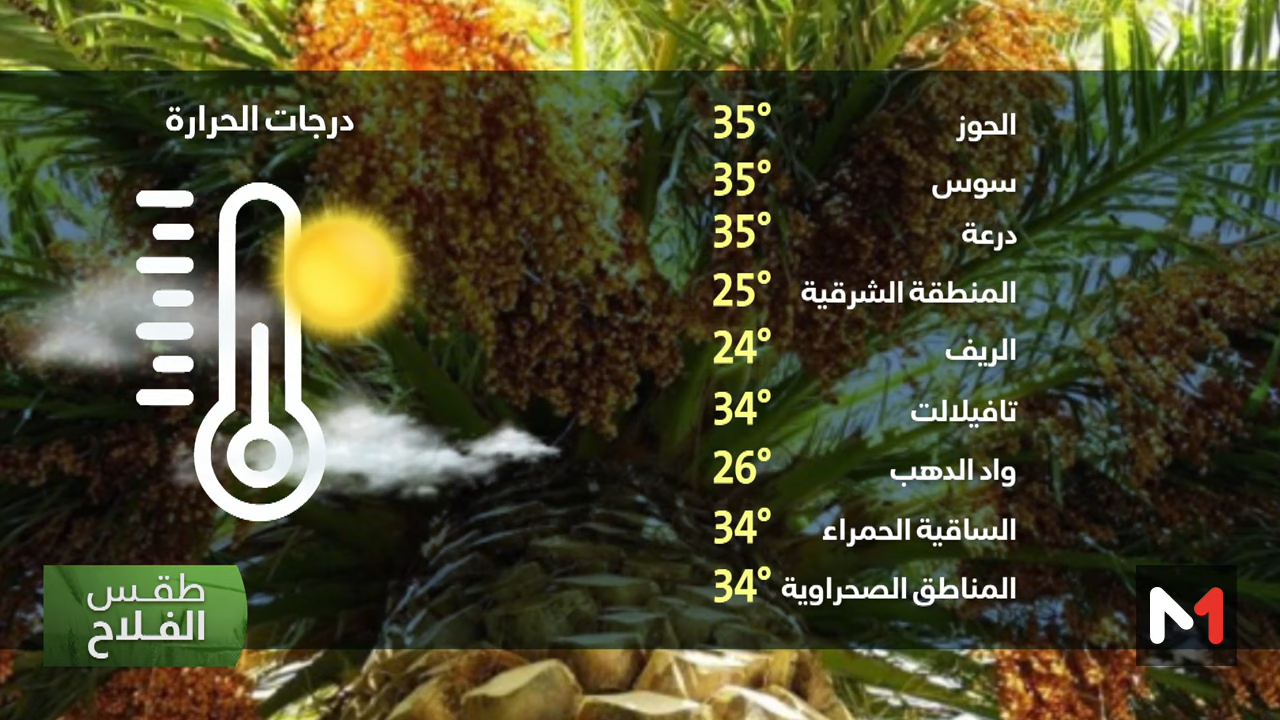 درجات الحرارة
الحوز 35°
سوس 35°
درعة 35°
المنطقة الشرقية 25°
الريف 24°
تافيلالت 34°
واد الدهب 26°
الساقية الحمراء 34°
المناطق الصحراوية 34°
طقس
الفلاح
M1